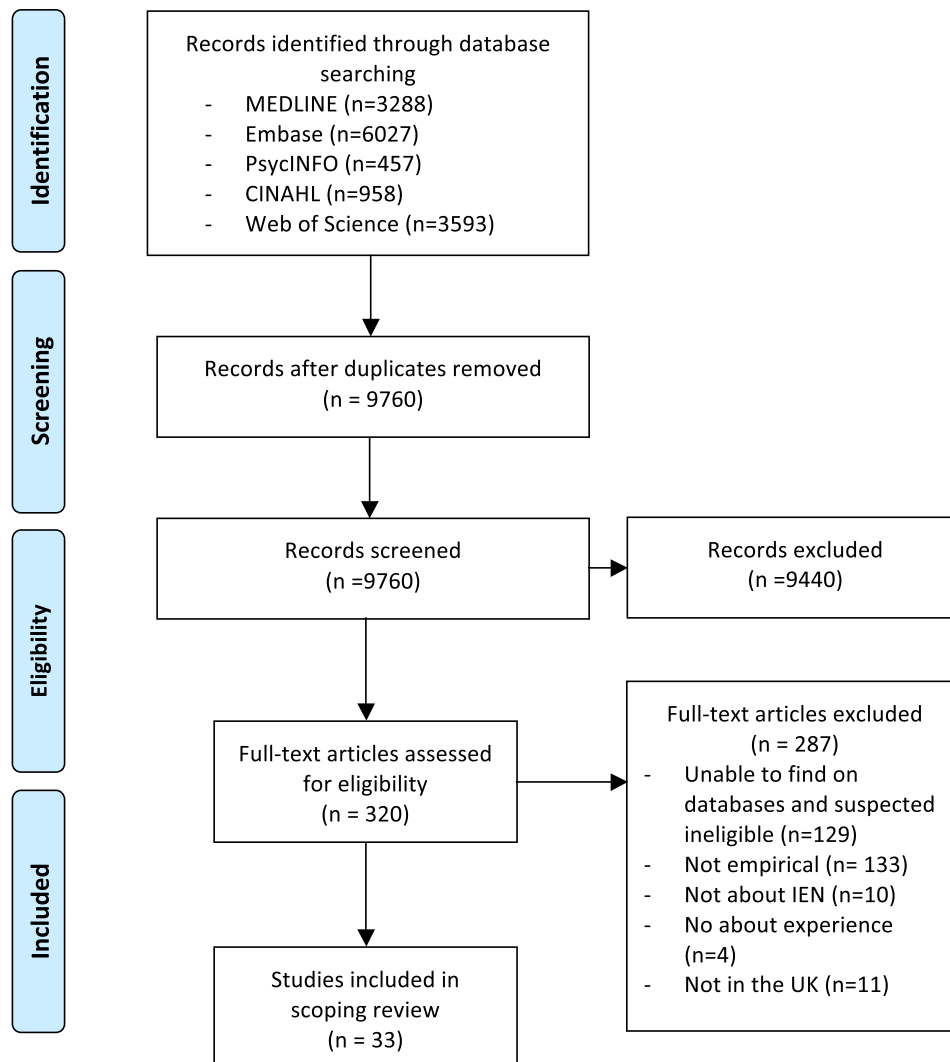 Identification
Records identified through database
searching
- MEDLINE (n=3288)
- Embase (n=6027)
- PsycINFO (n=457)
- CINAHL (n=958)
- Web of Science (n=3593)
Screening
Records after duplicates removed
(n = 9760)
Records screened
(n =9760)
Records excluded
(n =9440)
Eligibility
Full-text articles assessed
for eligibility
(n = 320)
Full-text articles excluded
(n = 287)
- Unable to find on
databases and suspected
ineligible (n=129)
- Not empirical (n= 133)
- Not about IEN (n=10)
- No about experience
(n=4)
- Not in the UK (n=11)
Included
Studies included in
scoping review
(n = 33)